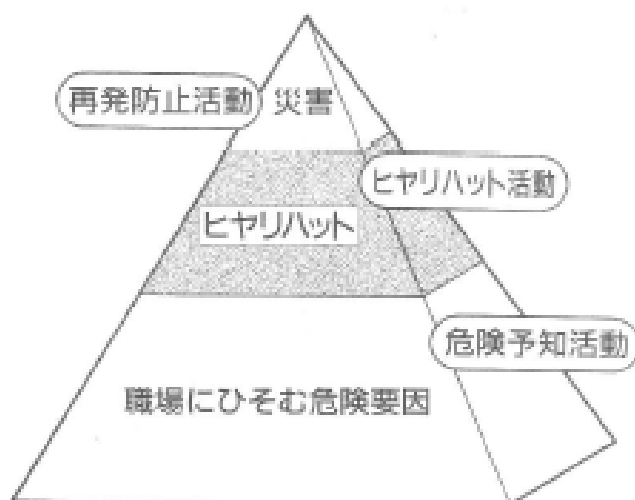 再発防止活動
災害
ヒヤリハット活動
ヒヤリハット
危険予知活動
職場にひそむ危険要因